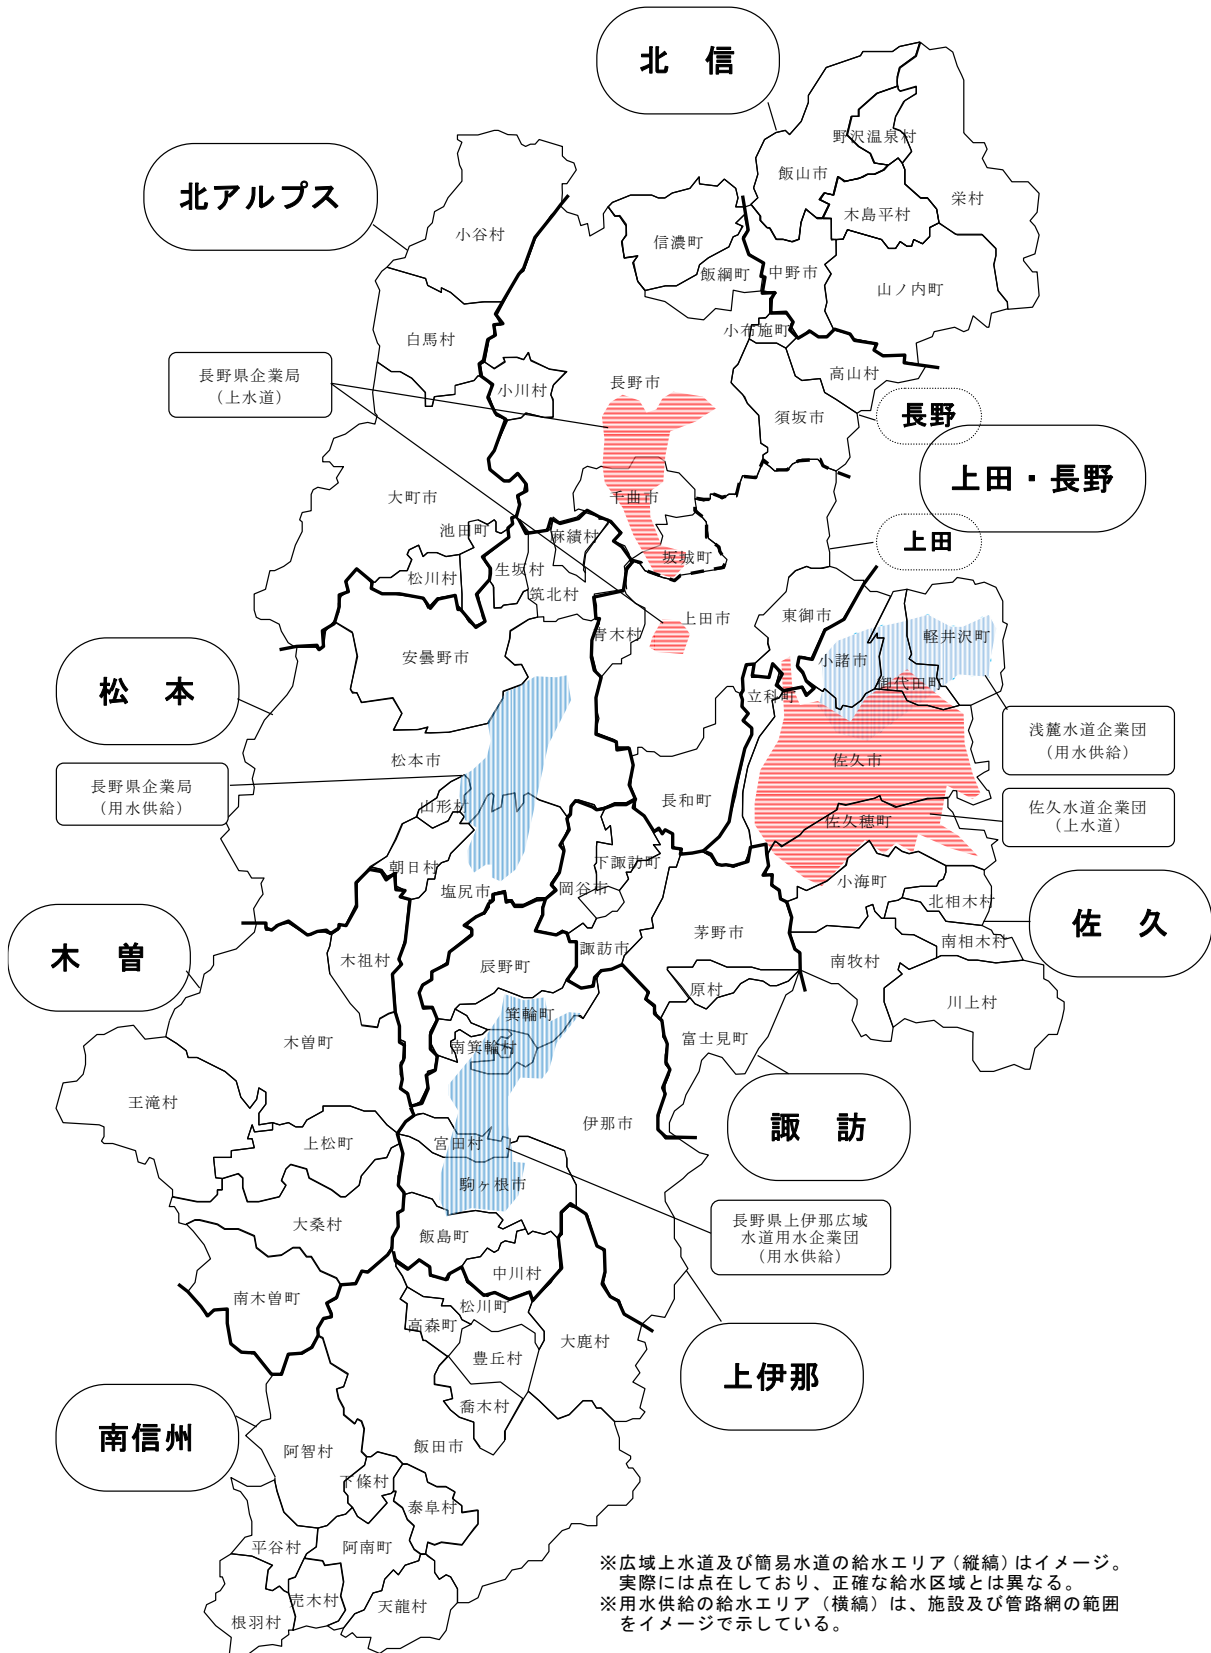 北　信
野沢温泉村
飯山市
北アルプス
栄村
木島平村
小谷村
信濃町
飯綱町
中野市
山ノ内町
小布施町
白馬村
高山村
長野県企業局
（上水道）
小川村
長野市
長野
須坂市
上田・長野
大町市
千曲市
池田町
麻績村
上田
坂城町
生坂村
松川村
筑北村
東御市
上田市
青木村
軽井沢町
安曇野市
小諸市
御代田町
松　本
立科町
浅麓水道企業団
（用水供給）
松本市
佐久市
長野県企業局
（用水供給）
長和町
山形村
佐久水道企業団
（上水道）
佐久穂町
下諏訪町
朝日村
小海町
塩尻市
岡谷市
北相木村
佐　久
茅野市
南相木村
諏訪市
木　曽
木祖村
南牧村
辰野町
原村
川上村
箕輪町
富士見町
木曽町
南箕輪村
王滝村
伊那市
諏　訪
上松町
宮田村
駒ヶ根市
大桑村
長野県上伊那広域
水道用水企業団
（用水供給）
飯島町
中川村
南木曽町
松川町
高森町
大鹿村
豊丘村
上伊那
喬木村
南信州
飯田市
阿智村
下條村
泰阜村
平谷村
阿南町
売木村
天龍村
根羽村
※広域上水道及び簡易水道の給水エリア（縦縞）はイメージ。
実際には点在しており、正確な給水区域とは異なる。
※用水供給の給水エリア（横縞）は、施設及び管路網の範囲
をイメージで示している。